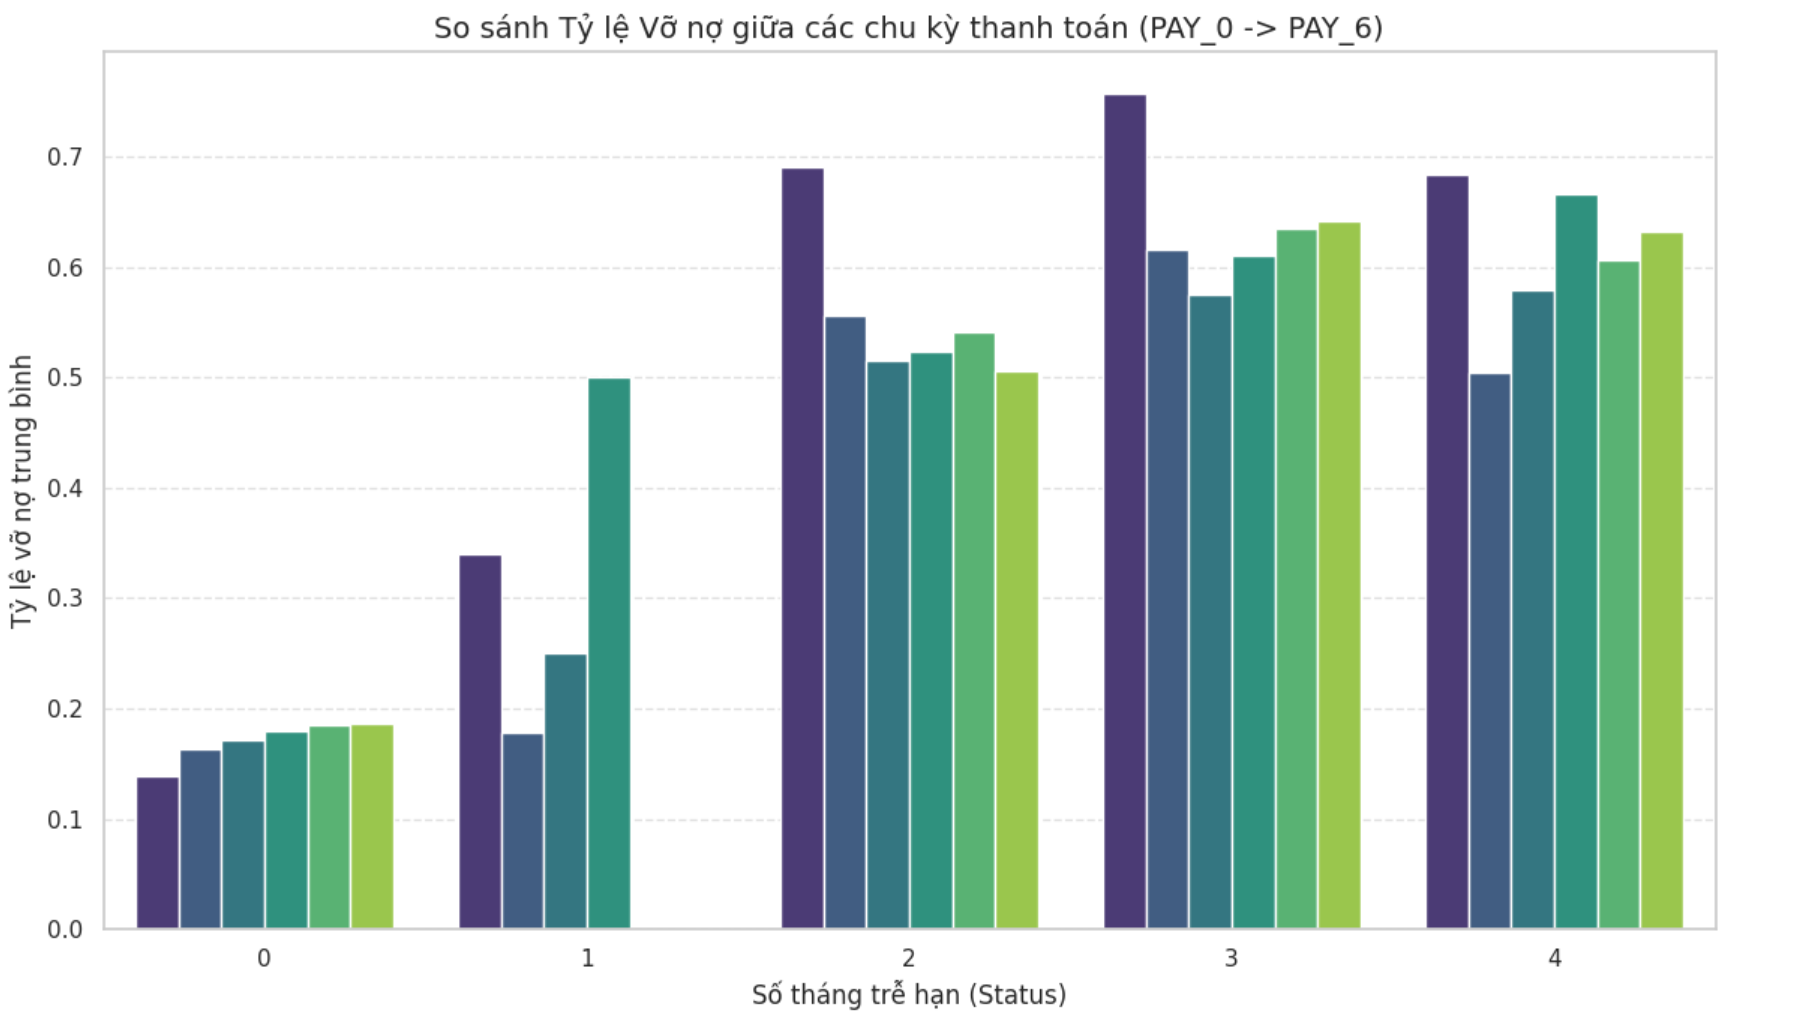 So sánh Tỷ lệ Vỡ nợ giữa các chu kỳ thanh toán (PAY_0 -> PAY_6)
Tỷ lệ vỡ nợ trung bình
0.7
0.6
0.5
0.4
0.3
0.2
0.1
0.0
0 1 2 3 4
Số tháng trễ hạn (Status)